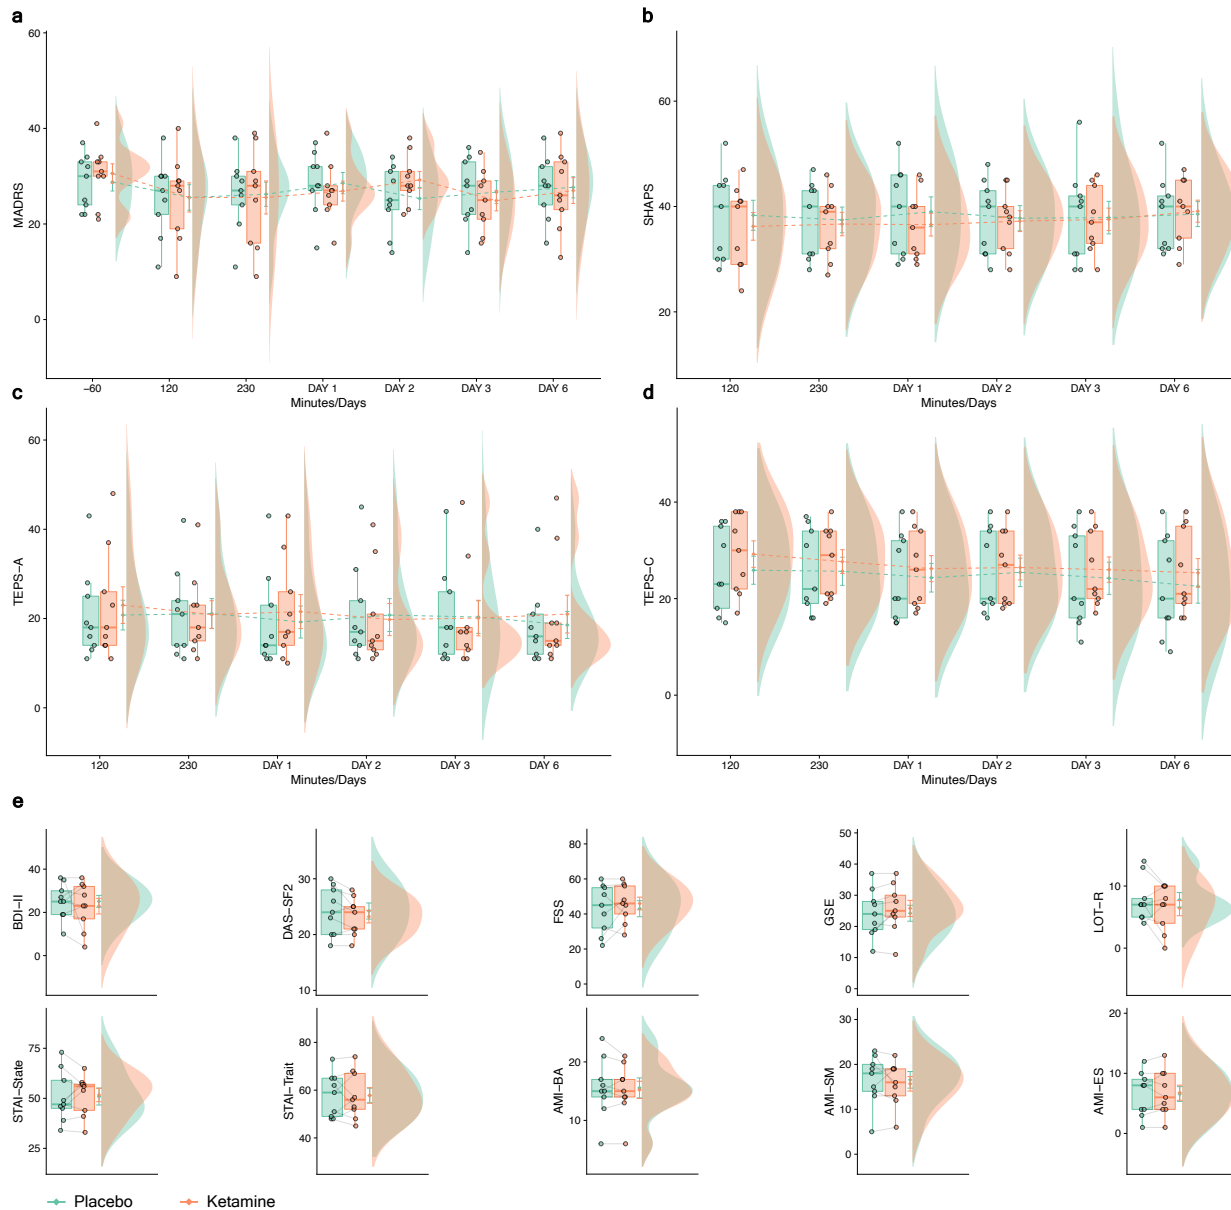 a
60
40
20
0
MADRS
−60 120 230 DAY 1 DAY 2 DAY 3 DAY 6
Minutes/Days
b
60
40
20
SHAPS
120 230 DAY 1 DAY 2 DAY 3 DAY 6
Minutes/Days
c
60
40
20
0
TEPS−A
120 230 DAY 1 DAY 2 DAY 3 DAY 6
Minutes/Days
d
40
20
0
TEPS−C
120 230 DAY 1 DAY 2 DAY 3 DAY 6
Minutes/Days
e
40
20
0
BDI−II
30
20
10
DAS−SF2
80
60
40
20
0
FSS
50
40
30
20
10
0
GSE
10
0
LOT−R
75
50
25
STAI−State
80
60
40
STAI−Trait
20
10
AMI−BA
30
20
10
0
AMI−SM
20
10
0
AMI−ES
Placebo Ketamine